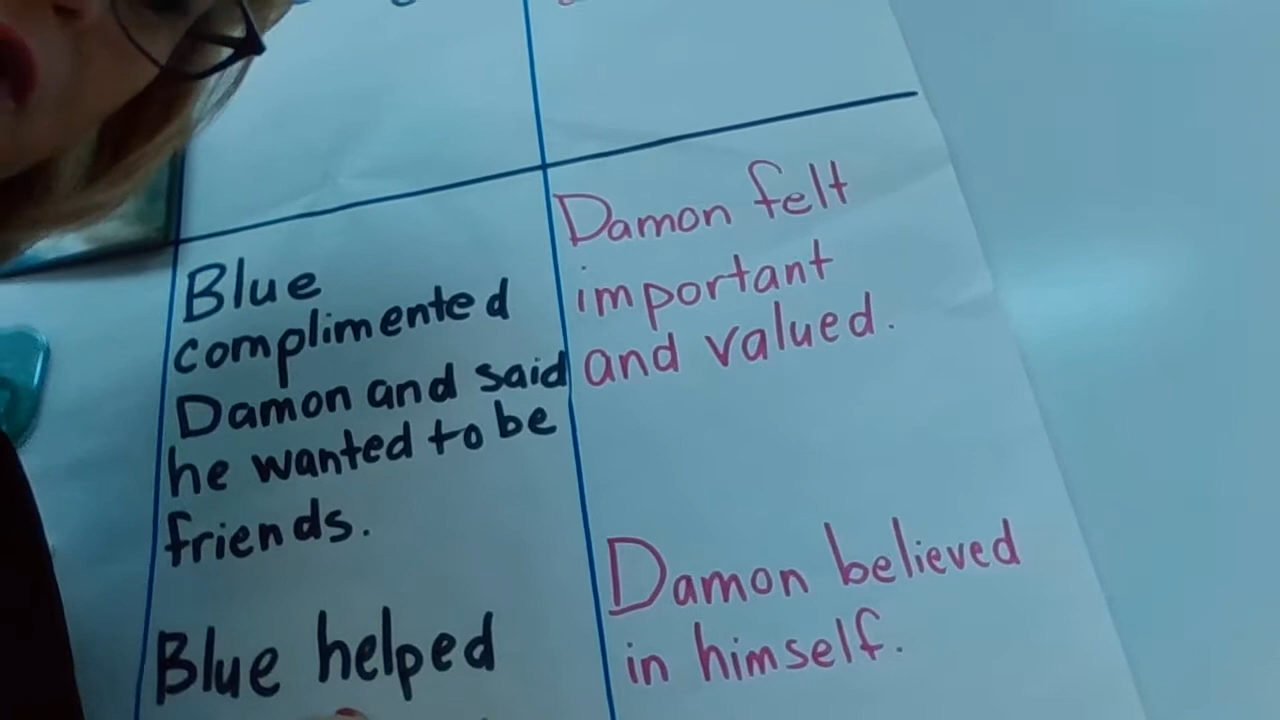 Blue
complimented
Damon and said
he wanted to be
friends.
Blue helped
Damon felt
important
and valued.
Damon believed
in himself.